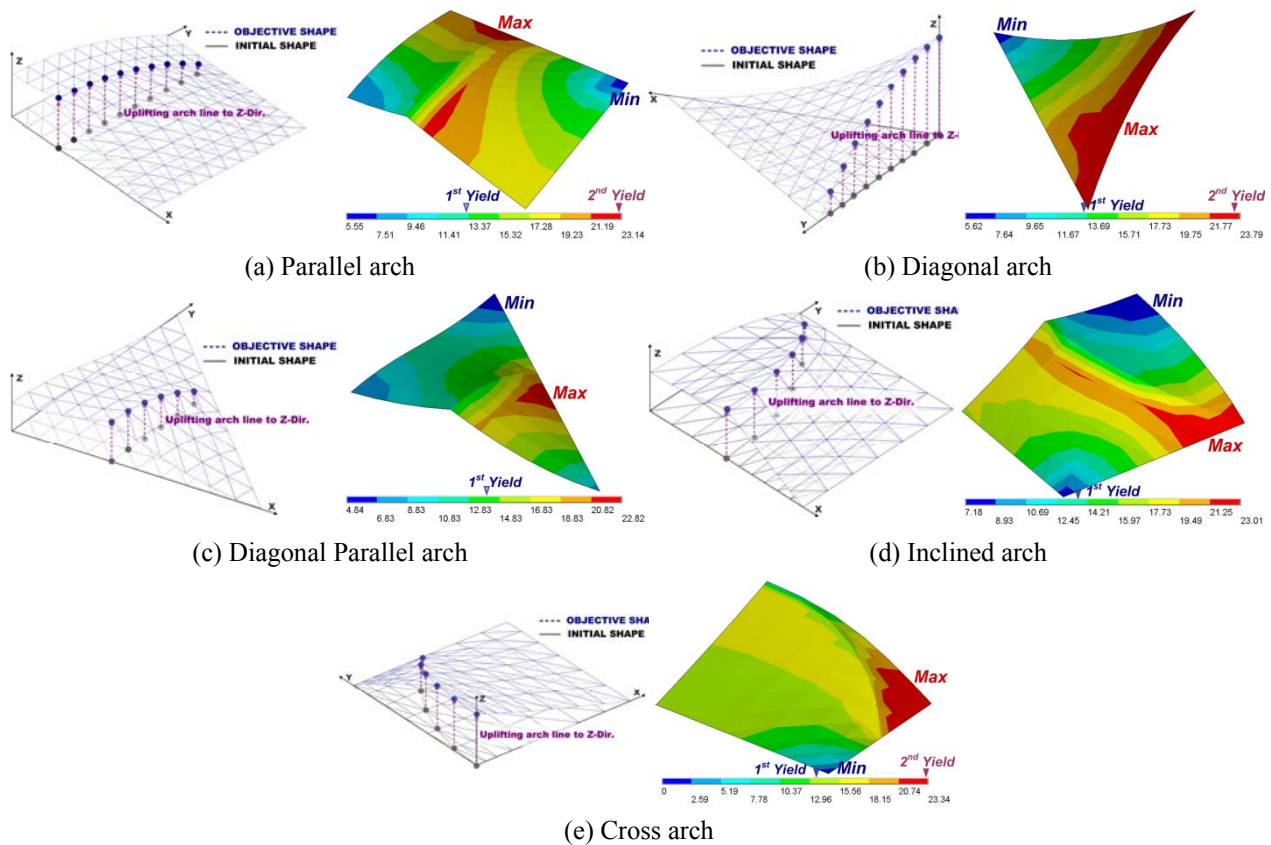 Z
Y
X
OBJECTIVE SHAPE
INITIAL SHAPE
Uplifting arch line to Z-Dir.
Max
Min
1st Yield
2nd Yield
5.55 9.46 13.37 17.28 21.19
7.51 11.41 15.32 19.23 23.14
(a) Parallel arch
Z
X
Y
OBJECTIVE SHAPE
INITIAL SHAPE
Uplifting arch line to Z-
Min
Max
1st Yield
2nd Yield
5.62 9.65 13.69 17.73 21.77
7.64 11.67 15.71 19.75 23.79
(b) Diagonal arch
Z
Y
X
OBJECTIVE SHAPE
INITIAL SHAPE
Uplifting arch line to Z-Dir.
Min
Max
1st Yield
4.84 8.83 12.83 16.83 20.82
6.83 10.83 14.83 18.83 22.82
(c) Diagonal Parallel arch
Z
Y
X
OBJECTIVE SHA
INITIAL SHAPE
Uplifting arch line to Z-Dir.
Min
Max
1st Yield
7.18 10.69 14.21 17.73 21.25
8.93 12.45 15.97 19.49 23.01
(d) Inclined arch
Y
Z
X
OBJECTIVE SHA
INITIAL SHAPE
Uplifting arch line to Z-Dir.
Max
1st Yield
Min
2nd Yield
0 5.19 10.37 15.56 20.74
2.59 7.78 12.96 18.15 23.34
(e) Cross arch